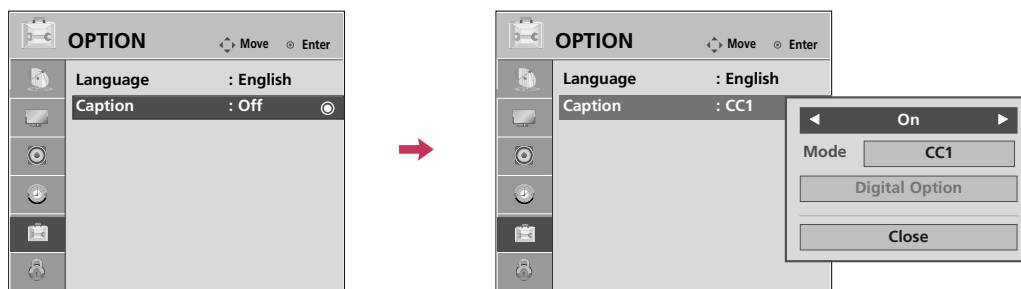 OPTION Move Enter
Language : English
Caption : Off
OPTION Move Enter
Language : English
Caption : CC1
On
Mode CC1
Digital Option
Close